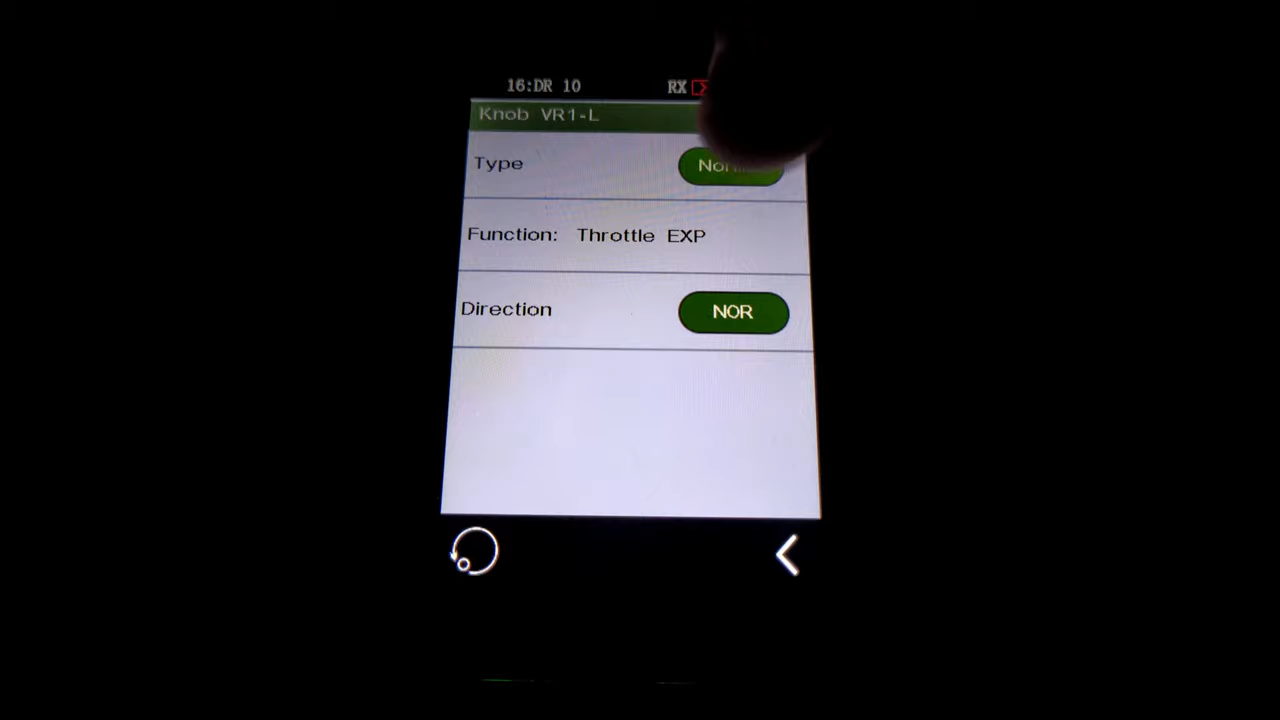 16:DR 10 RX
Knob VR1-L
Type
Function: Throttle EXP
Direction NOR